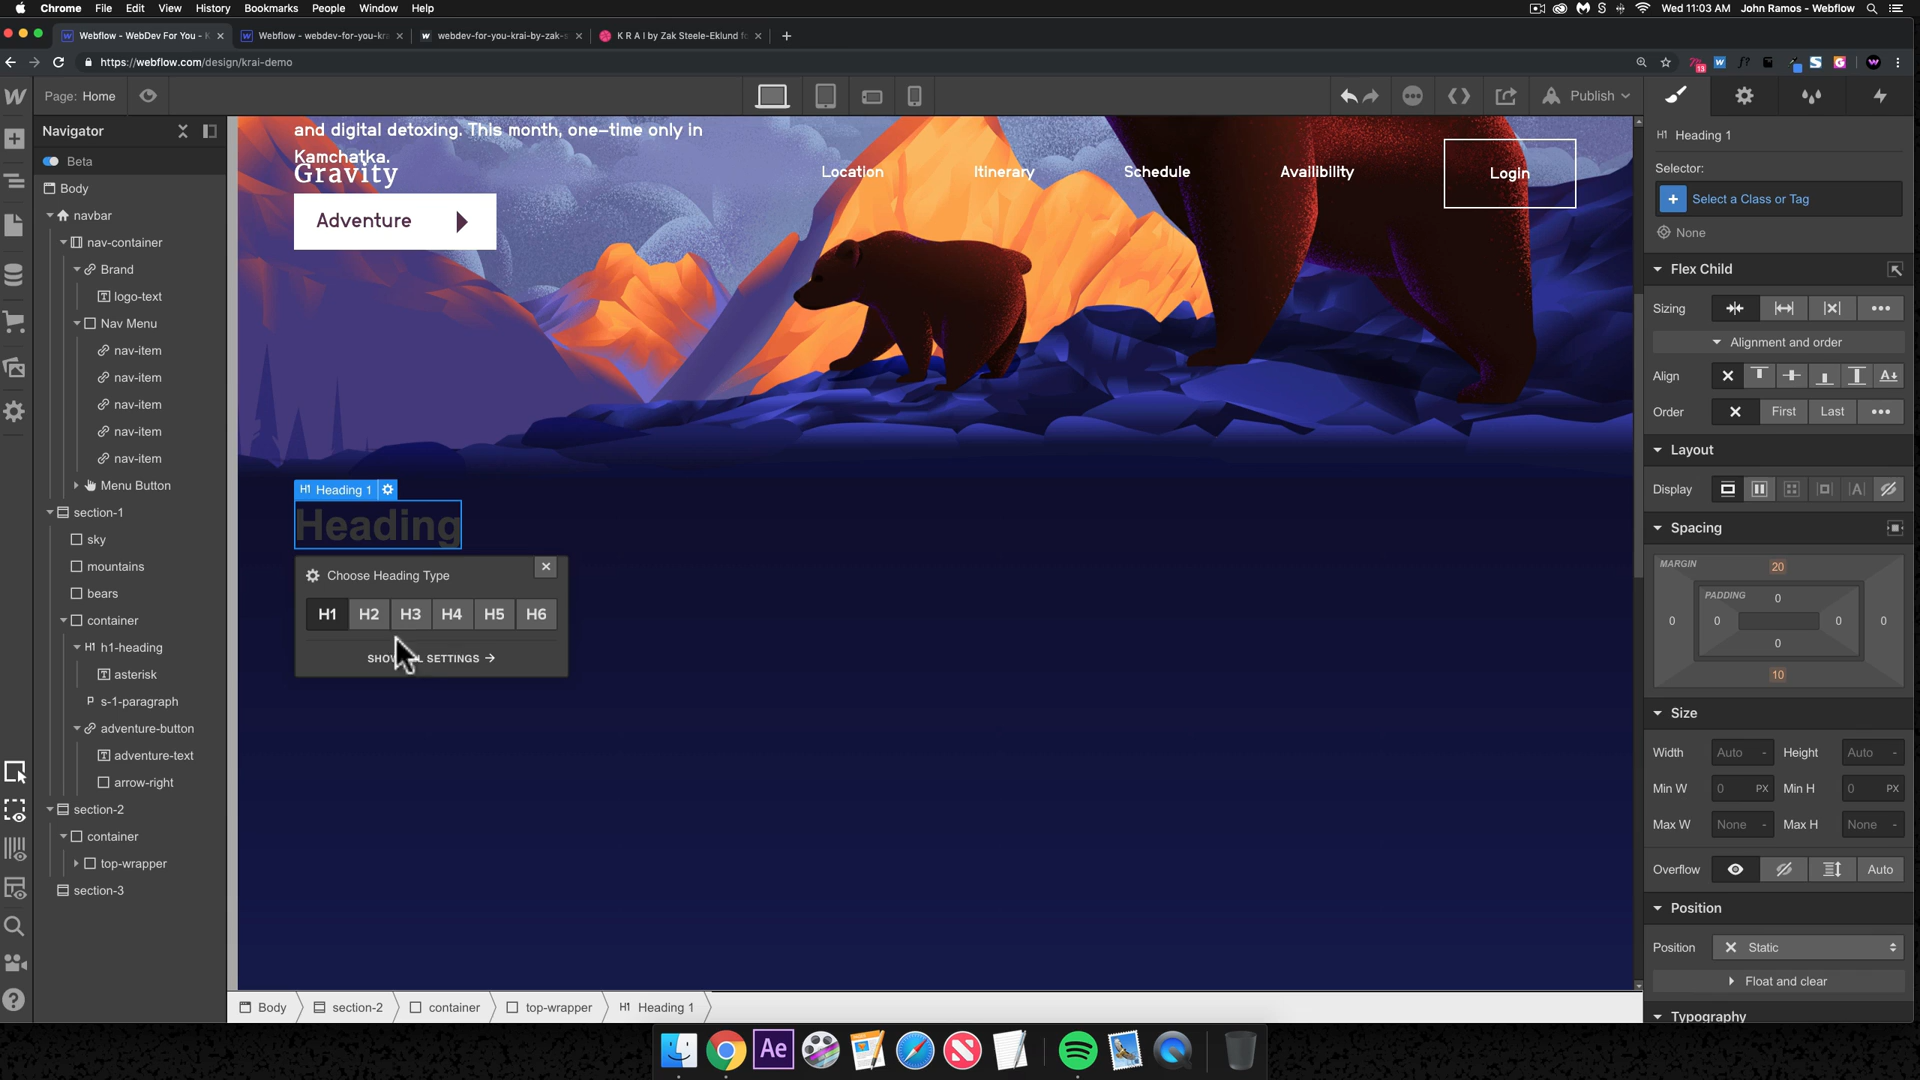 Chrome File Edit View History Bookmarks People Window Help
Wed 11:03 AM John Ramos - Webflow
Webflow - WebDev For You - K
Webflow - webdev-for-you-kra
webdev-for-you-krai-by-zak-s
K R A I by Zak Steele-Eklund fo
https://webflow.com/design/krai-demo
Page: Home
Publish
Navigator
Beta
Body
navbar
nav-container
Brand
logo-text
Nav Menu
nav-item
nav-item
nav-item
nav-item
nav-item
Menu Button
section-1
sky
mountains
bears
container
H1 h1-heading
asterisk
P s-1-paragraph
adventure-button
adventure-text
arrow-right
section-2
container
top-wrapper
section-3
and digital detoxing. This month, one-time only in
Kamchatka.
Gravity
Location
Itinerary
Schedule
Availibility
Login
Adventure
H1 Heading 1
Heading
Choose Heading Type
H1 H2 H3 H4 H5 H6
SETTINGS
Body section-2 container top-wrapper H1 Heading 1
H1 Heading 1
Selector:
Select a Class or Tag
None
Flex Child
Sizing
Alignment and order
Align
Order First Last
Layout
Display
Spacing
MARGIN
20
PADDING
0
0 0 0 0
0
10
Size
Width Auto - Height Auto -
Min W 0 PX Min H 0 PX
Max W None - Max H None -
Overflow Auto
Position
Position Static
Float and clear
Typography
Ae